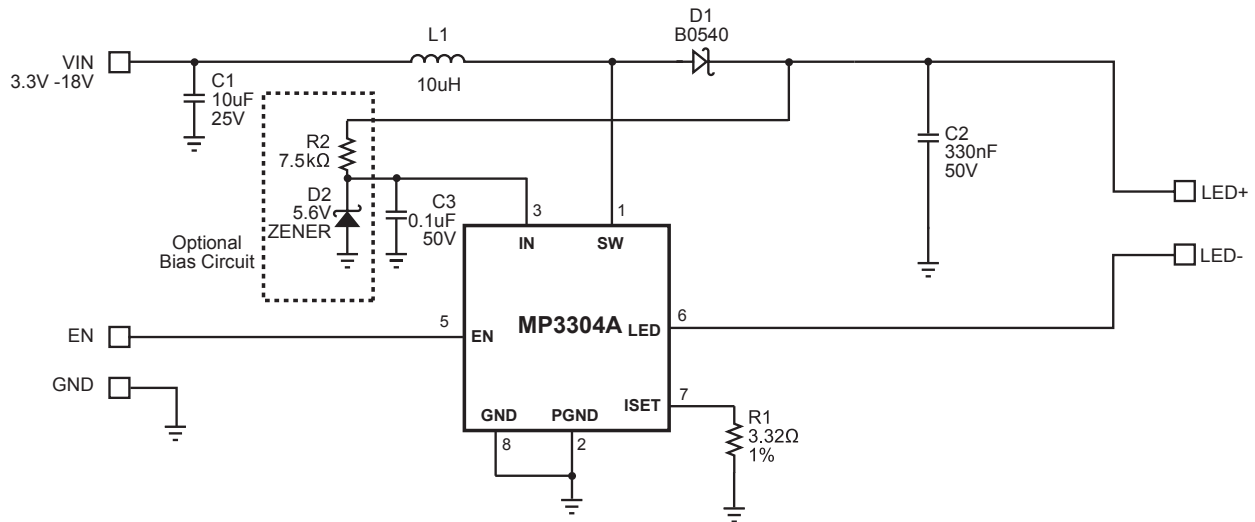 VIN
3.3V -18V
C1
10uF
25V
L1
10uH
D1
B0540
R2
7.5kΩ
D2
5.6V
ZENER
C3
0.1uF
50V
Optional
Bias Circuit
C2
330nF
50V
LED+
LED-
3
1
IN
SW
5
EN
EN
MP3304A
LED
6
GND
GND
PGND
8
2
ISET
7
R1
3.32Ω
1%